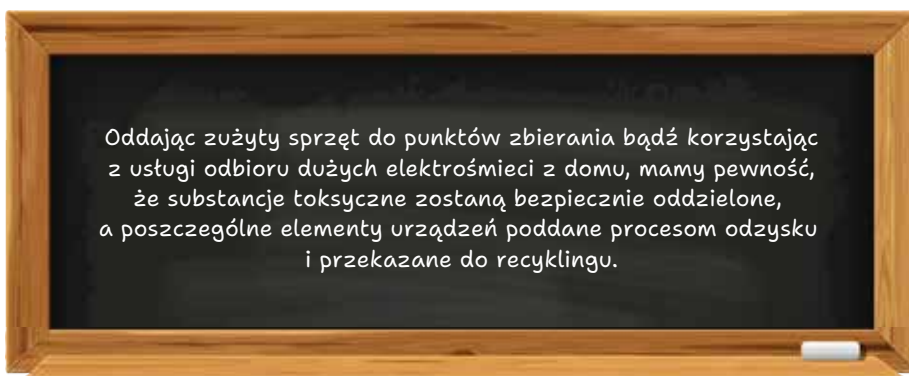 Oddając zużyty sprzęt do punktów zbierania bądź korzystając
z usługi odbioru dużych elektrośmieci z domu, mamy pewność,
że substancje toksyczne zostaną bezpiecznie oddzielone,
a poszczególne elementy urządzeń poddane procesom odzysku
i przekazane do recyklingu.